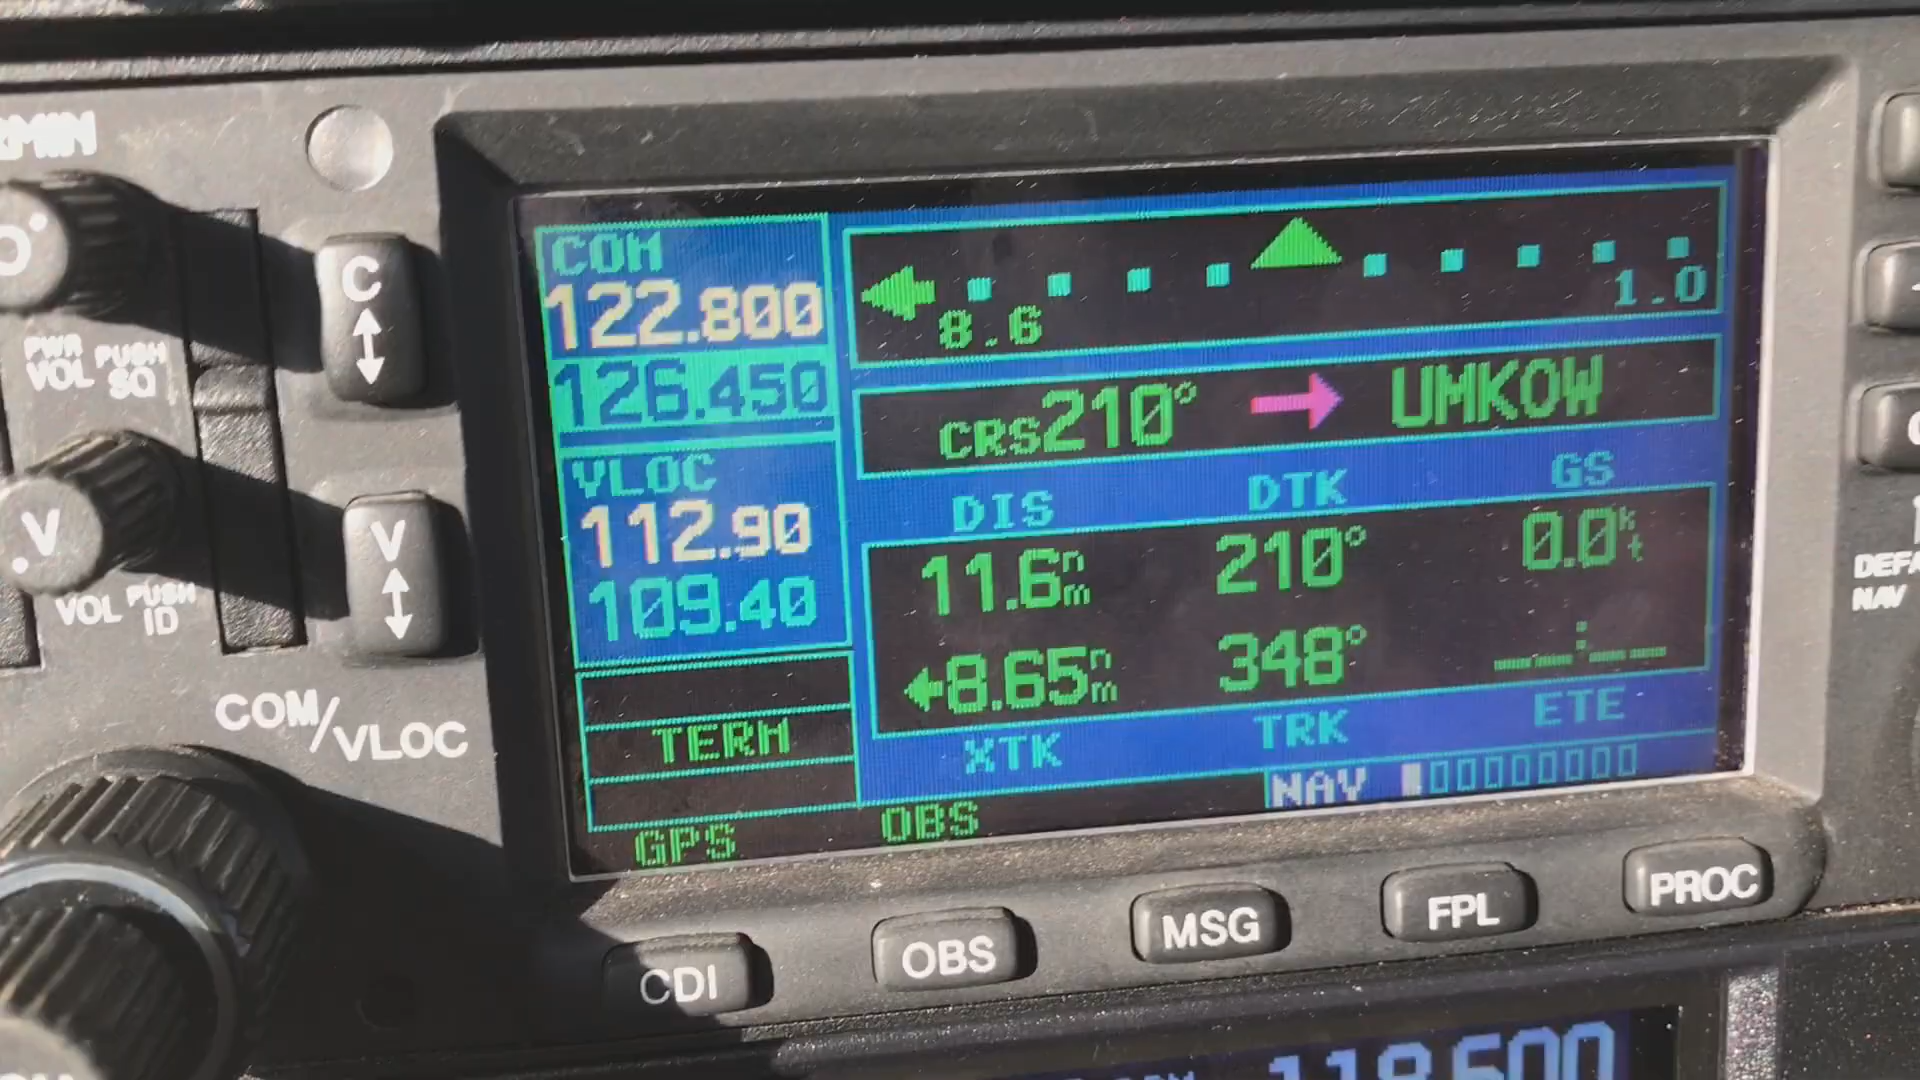 C
PWR
VOL
PUSH
SQ
V
VOL
PUSH
ID
V
COM/VLOC
COM
122.800
126.450
VLOC
112.90
109.40
TERM
GPS
8.6
1.0
CRS210° UMKOW
DIS DTK GS
11.6nm 210° 0.0kt
8.65nm 348° __:__
XTK TRK ETE
OBS
NAV
CDI
OBS
MSG
FPL
PROC
NAV